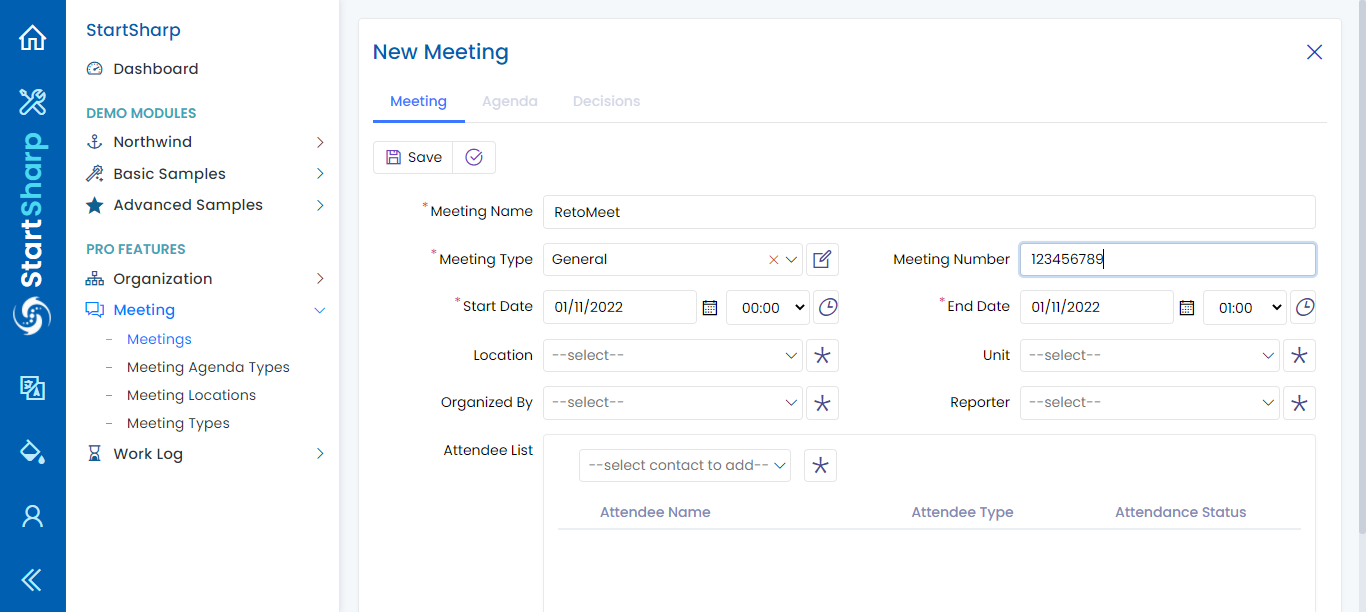 StartSharp
StartSharp
Dashboard
DEMO MODULES
Northwind
Basic Samples
Advanced Samples
PRO FEATURES
Organization
Meeting
Meetings
Meeting Agenda Types
Meeting Locations
Meeting Types
Work Log
New Meeting
Meeting Agenda Decisions
Save
*Meeting Name RetoMeet
*Meeting Type General Meeting Number 123456789
*Start Date 01/11/2022 00:00 *End Date 01/11/2022 01:00
Location --select-- Unit --select--
Organized By --select-- Reporter --select--
Attendee List
--select contact to add--
Attendee Name Attendee Type Attendance Status